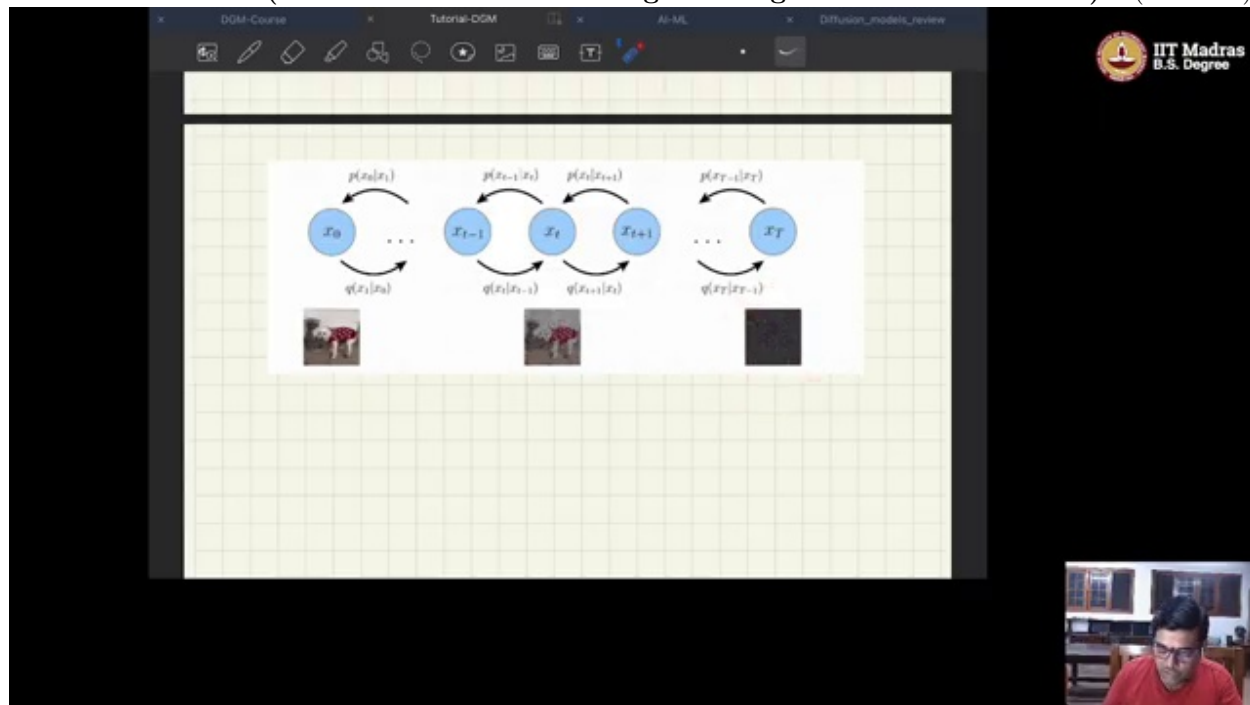 DGM-Course Tutorial-DGM AI-ML Diffusion_models_review
IIT Madras
B.S. Degree
p(x_0|x_1) p(x_{t-1}|x_t) p(x_t|x_{t+1}) p(x_{T-1}|x_T)
x_0 ... x_{t-1} x_t x_{t+1} ... x_T
q(x_1|x_0) q(x_t|x_{t-1}) q(x_{t+1}|x_t) q(x_T|x_{T-1})